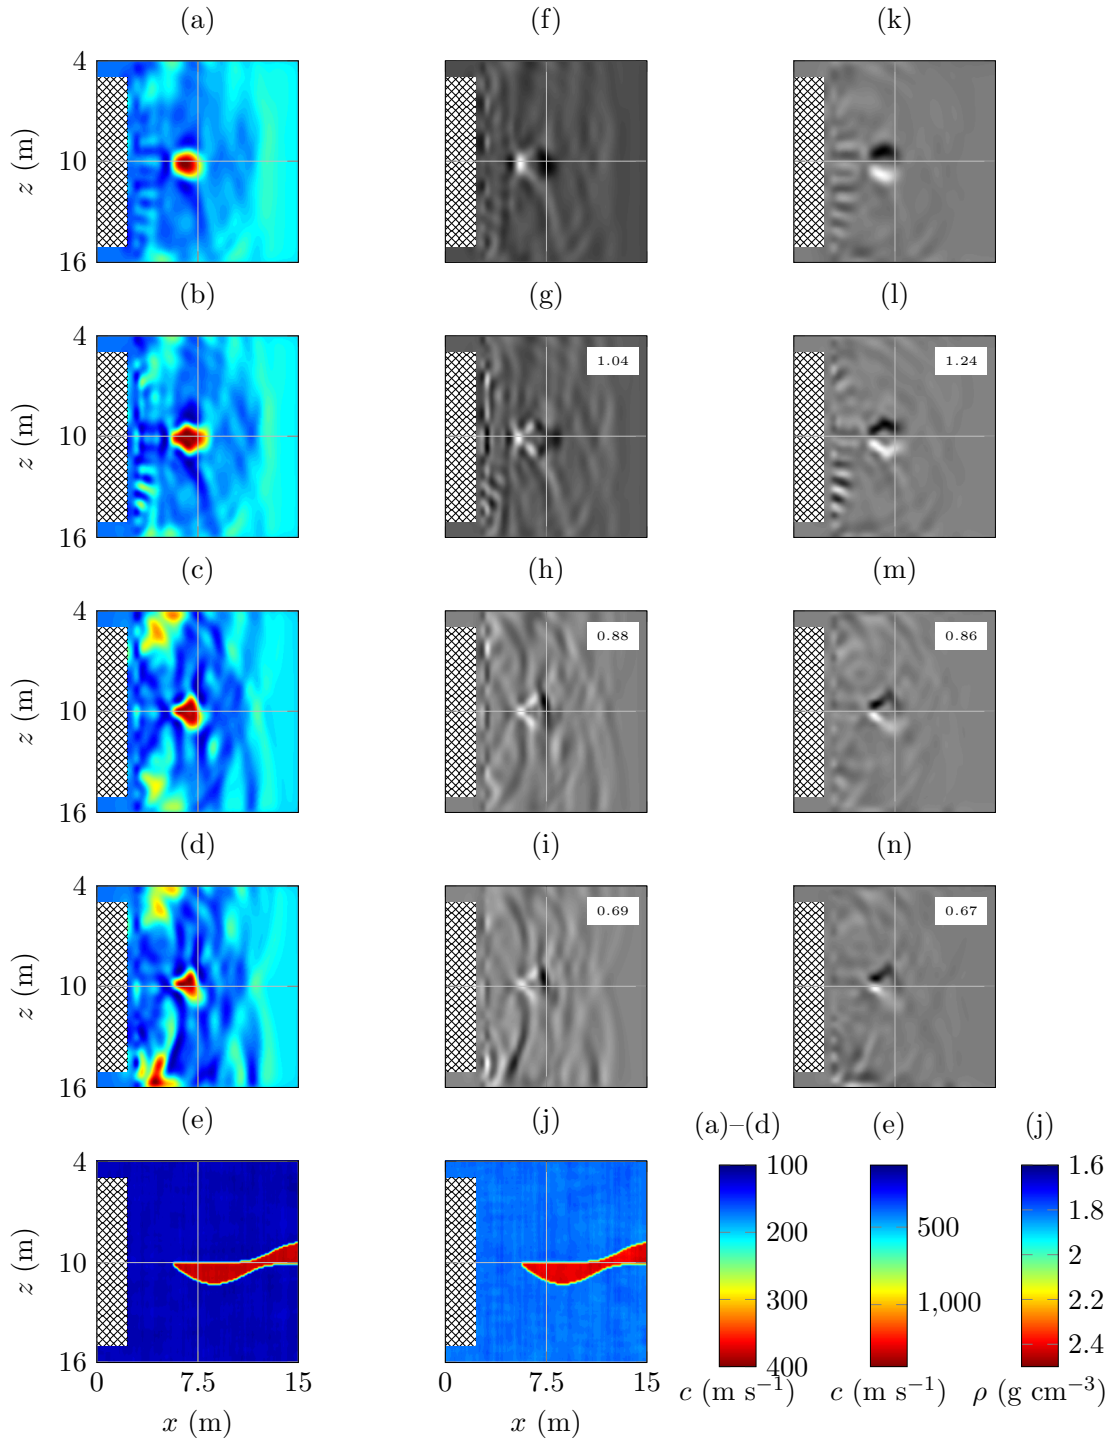 (a) (f) (k)
4
10
16
z (m)
(b) (g) (l)
4
10
16
z (m)
1.04
1.24
(c) (h) (m)
4
10
16
z (m)
0.88
0.86
(d) (i) (n)
4
10
16
z (m)
0.69
0.67
(e) (j) (a)–(d) (e) (j)
4
10
16
z (m)
0 7.5 15
x (m)
0 7.5 15
x (m)
100
200
300
400
c (m s⁻¹)
500
1,000
c (m s⁻¹)
1.6
1.8
2
2.2
2.4
ρ (g cm⁻³)